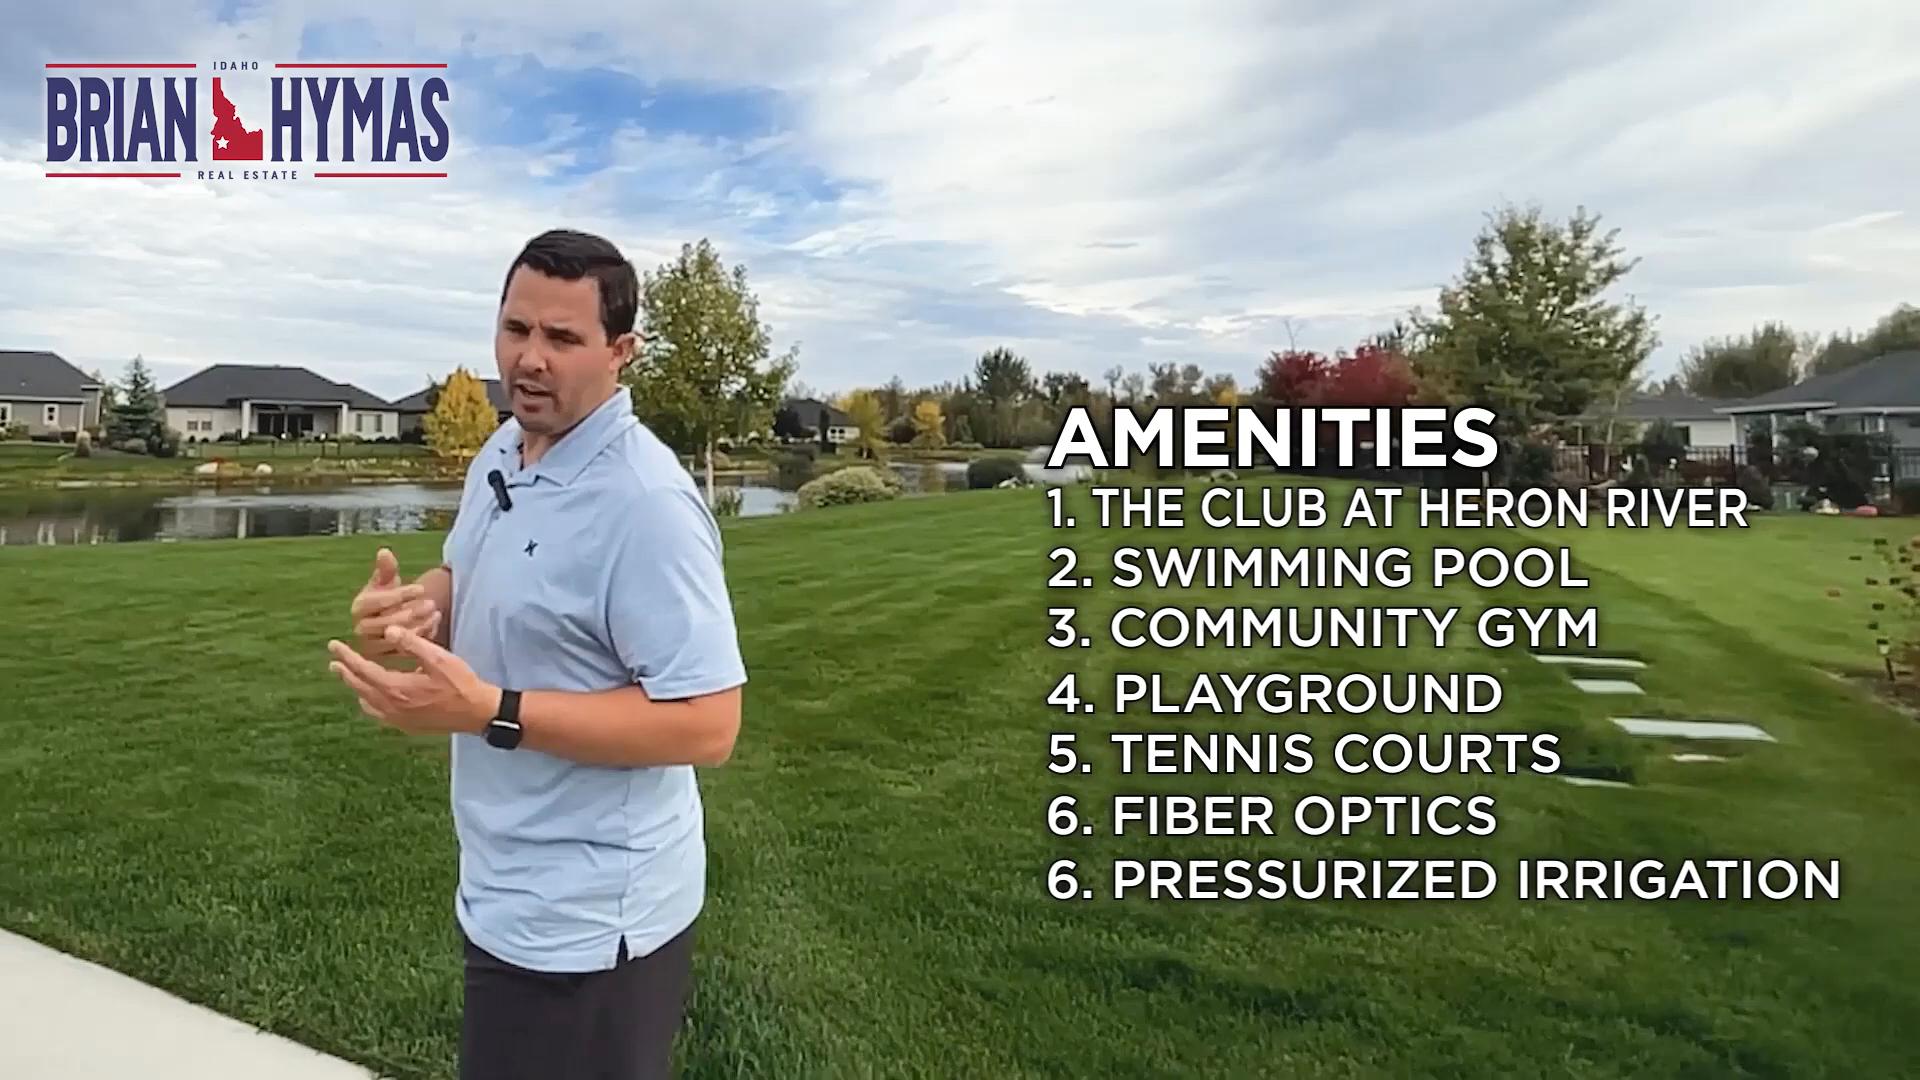 IDAHO
BRIAN HYMAS
REAL ESTATE
AMENITIES
1. THE CLUB AT HERON RIVER
2. SWIMMING POOL
3. COMMUNITY GYM
4. PLAYGROUND
5. TENNIS COURTS
6. FIBER OPTICS
6. PRESSURIZED IRRIGATION